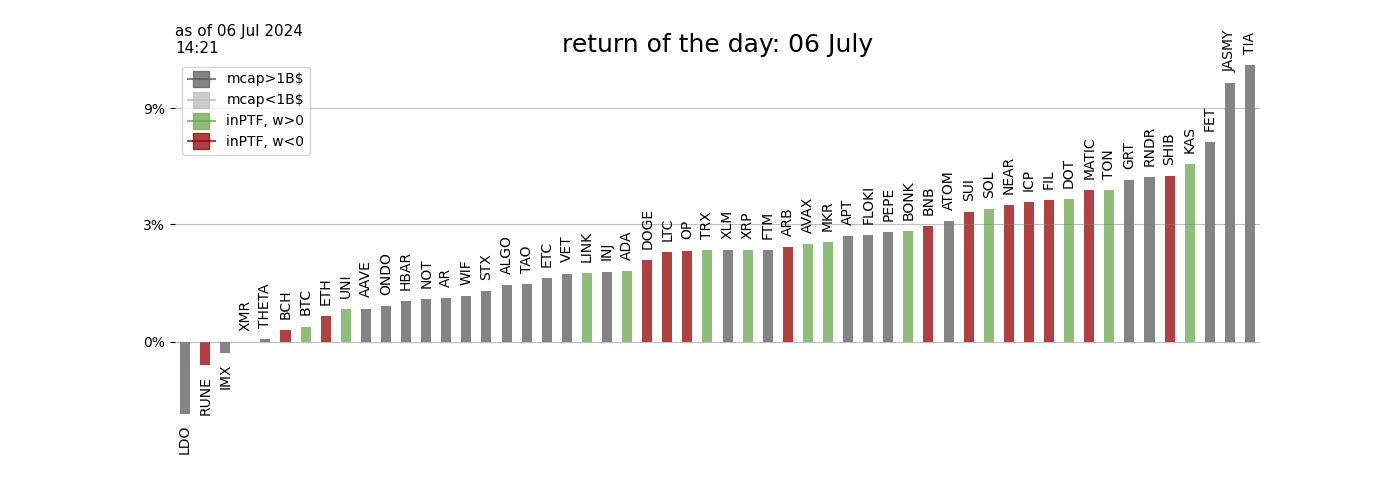 as of 06 Jul 2024
14:21
return of the day: 06 July
mcap>1B$
mcap<1B$
inPTF, w>0
inPTF, w<0
9%
3%
0%
LDO
RUNE
IMX
XMR
THETA
BCH
BTC
ETH
UNI
AAVE
ONDO
HBAR
NOT
AR
WIF
STX
ALGO
TAO
ETC
VET
LINK
INJ
ADA
DOGE
LTC
OP
TRX
XLM
XRP
FTM
ARB
AVAX
MKR
APT
FLOKI
PEPE
BONK
BNB
ATOM
SUI
SOL
NEAR
ICP
FIL
DOT
MATIC
TON
GRT
RNDR
SHIB
KAS
FET
JASMY
TIA